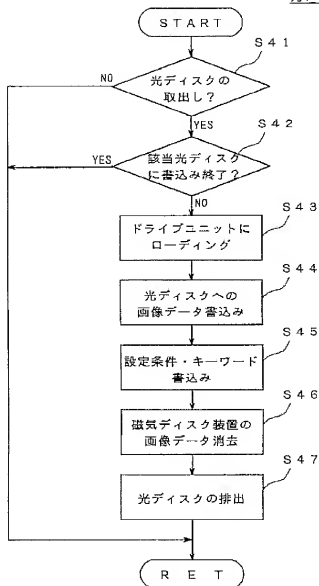 START
S41
NO
光ディスクの
取出し?
YES
S42
YES
該当光ディスク
に書込み終了?
NO
S43
ドライブユニットに
ローディング
S44
光ディスクへの
画像データ書込み
S45
設定条件・キーワード
書込み
S46
磁気ディスク装置の
画像データ消去
S47
光ディスクの排出
RET